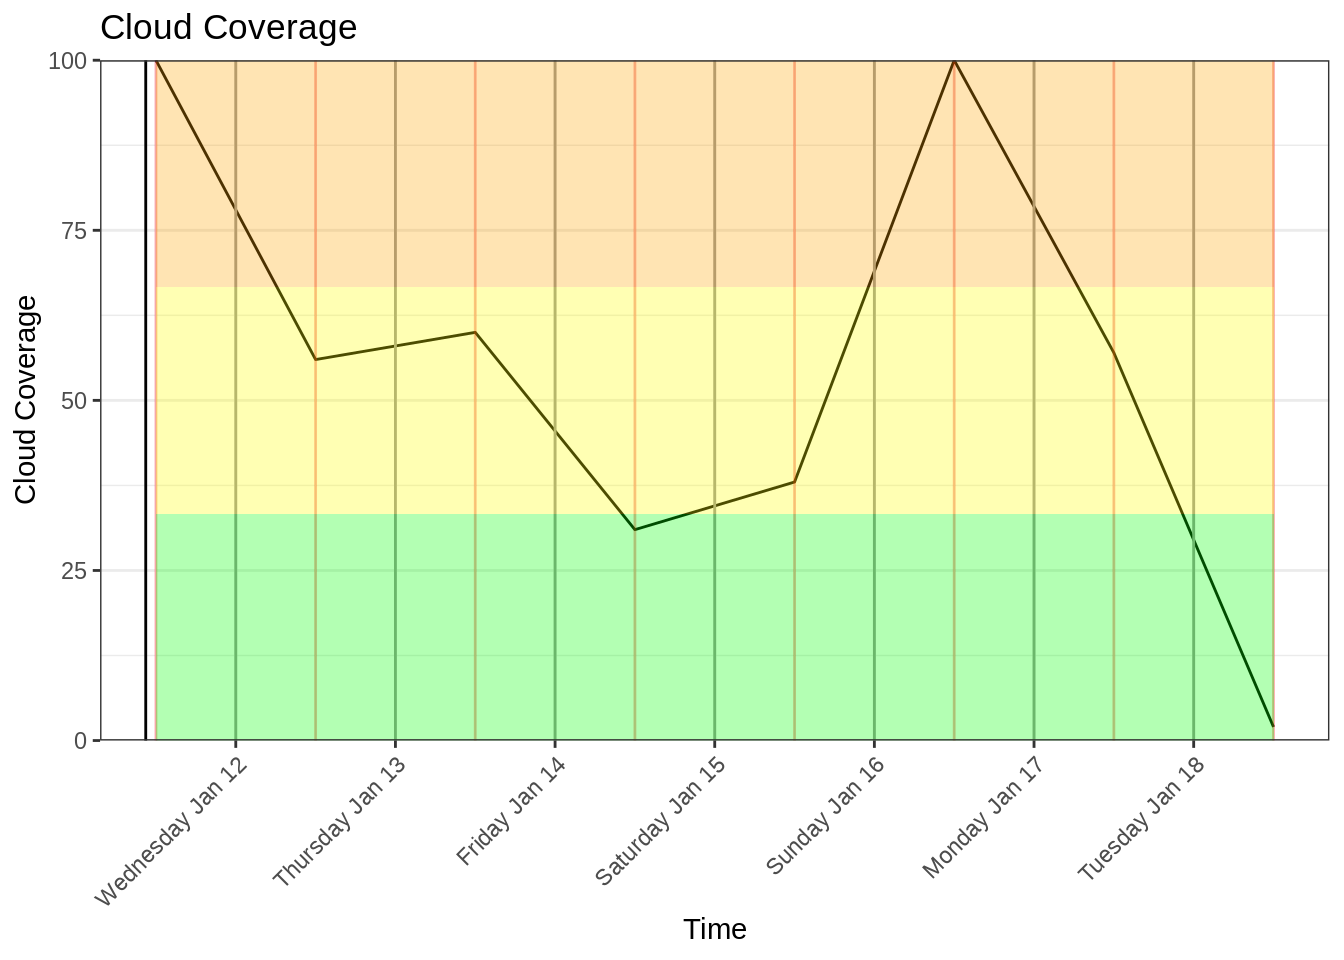 Cloud Coverage
100
75
50
25
0
Cloud Coverage
Wednesday Jan 12
Thursday Jan 13
Friday Jan 14
Saturday Jan 15
Sunday Jan 16
Monday Jan 17
Tuesday Jan 18
Time